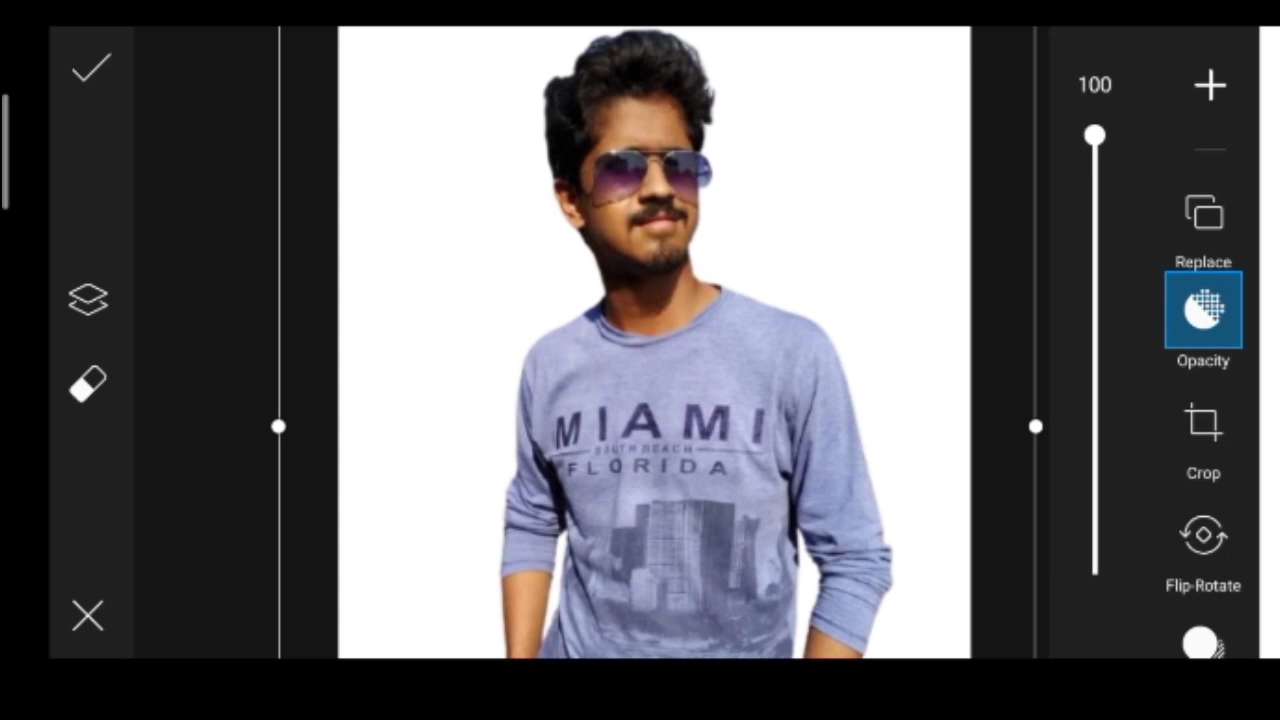 100
Replace
Opacity
Crop
Flip-Rotate
MIAMI
SOUTH BEACH
FLORIDA